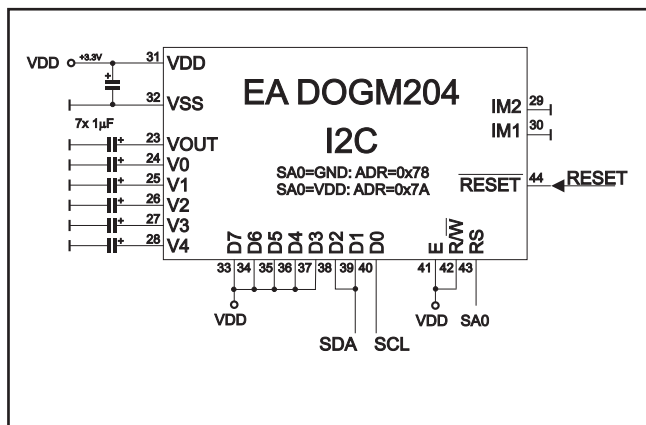 VDD +3.3V 31 VDD
32 VSS
7x 1µF
23 VOUT
24 V0
25 V1
26 V2
27 V3
28 V4
EA DOGM204
I2C
SA0=GND: ADR=0x78
SA0=VDD: ADR=0x7A
IM2 29
IM1 30
RESET 44 RESET
D7 D6 D5 D4 D3 D2 D1 D0 E R/W RS
33 34 35 36 37 38 39 40 41 42 43
VDD VDD SA0
SDA SCL